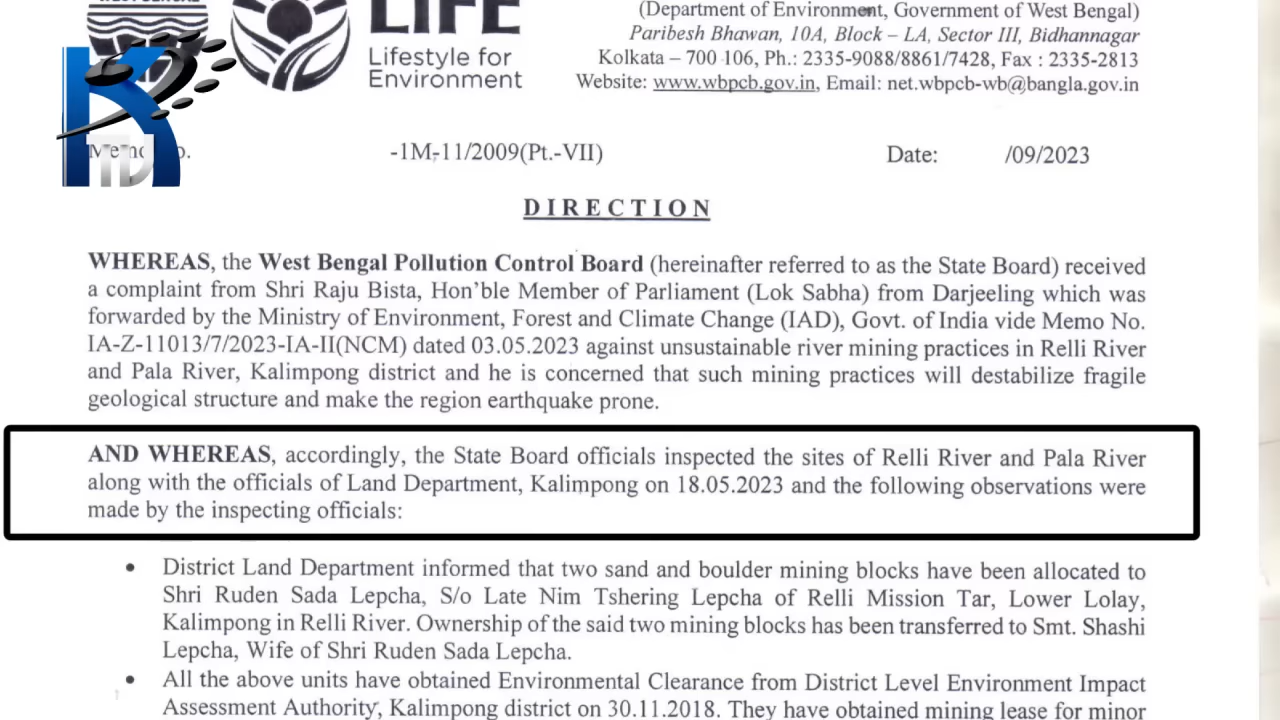 LIFE
Lifestyle for
Environment
(Department of Environment, Government of West Bengal)
Paribesh Bhawan, 10A, Block – LA, Sector III, Bidhannagar
Kolkata – 700 106, Ph.: 2335-9088/8861/7428, Fax : 2335-2813
Website: www.wbpcb.gov.in, Email: net.wbpcb-wb@bangla.gov.in
-1M-11/2009(Pt.-VII) Date: /09/2023
DIRECTION
WHEREAS, the West Bengal Pollution Control Board (hereinafter referred to as the State Board) received
a complaint from Shri Raju Bista, Hon'ble Member of Parliament (Lok Sabha) from Darjeeling which was
forwarded by the Ministry of Environment, Forest and Climate Change (IAD), Govt. of India vide Memo No.
IA-Z-11013/7/2023-IA-II(NCM) dated 03.05.2023 against unsustainable river mining practices in Relli River
and Pala River, Kalimpong district and he is concerned that such mining practices will destabilize fragile
geological structure and make the region earthquake prone.
AND WHEREAS, accordingly, the State Board officials inspected the sites of Relli River and Pala River
along with the officials of Land Department, Kalimpong on 18.05.2023 and the following observations were
made by the inspecting officials:
• District Land Department informed that two sand and boulder mining blocks have been allocated to
Shri Ruden Sada Lepcha, S/o Late Nim Tshering Lepcha of Relli Mission Tar, Lower Lolay,
Kalimpong in Relli River. Ownership of the said two mining blocks has been transferred to Smt. Shashi
Lepcha, Wife of Shri Ruden Sada Lepcha.
• All the above units have obtained Environmental Clearance from District Level Environment Impact
Assessment Authority, Kalimpong district on 30.11.2018. They have obtained mining lease for minor